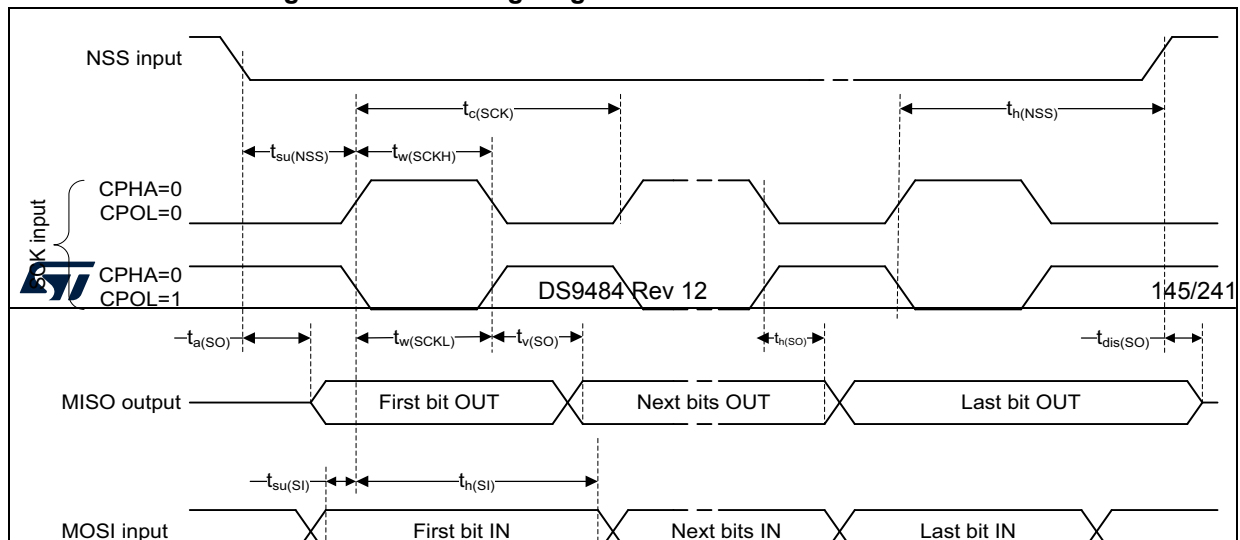 NSS input
tc(SCK)
th(NSS)
tsu(NSS)
tw(SCKH)
SCK input
CPHA=0
CPOL=0
CPHA=0
CPOL=1
DS9484 Rev 12
145/241
ta(SO)
tw(SCKL)
tv(SO)
th(SO)
tdis(SO)
MISO output
First bit OUT
Next bits OUT
Last bit OUT
tsu(SI)
th(SI)
MOSI input
First bit IN
Next bits IN
Last bit IN